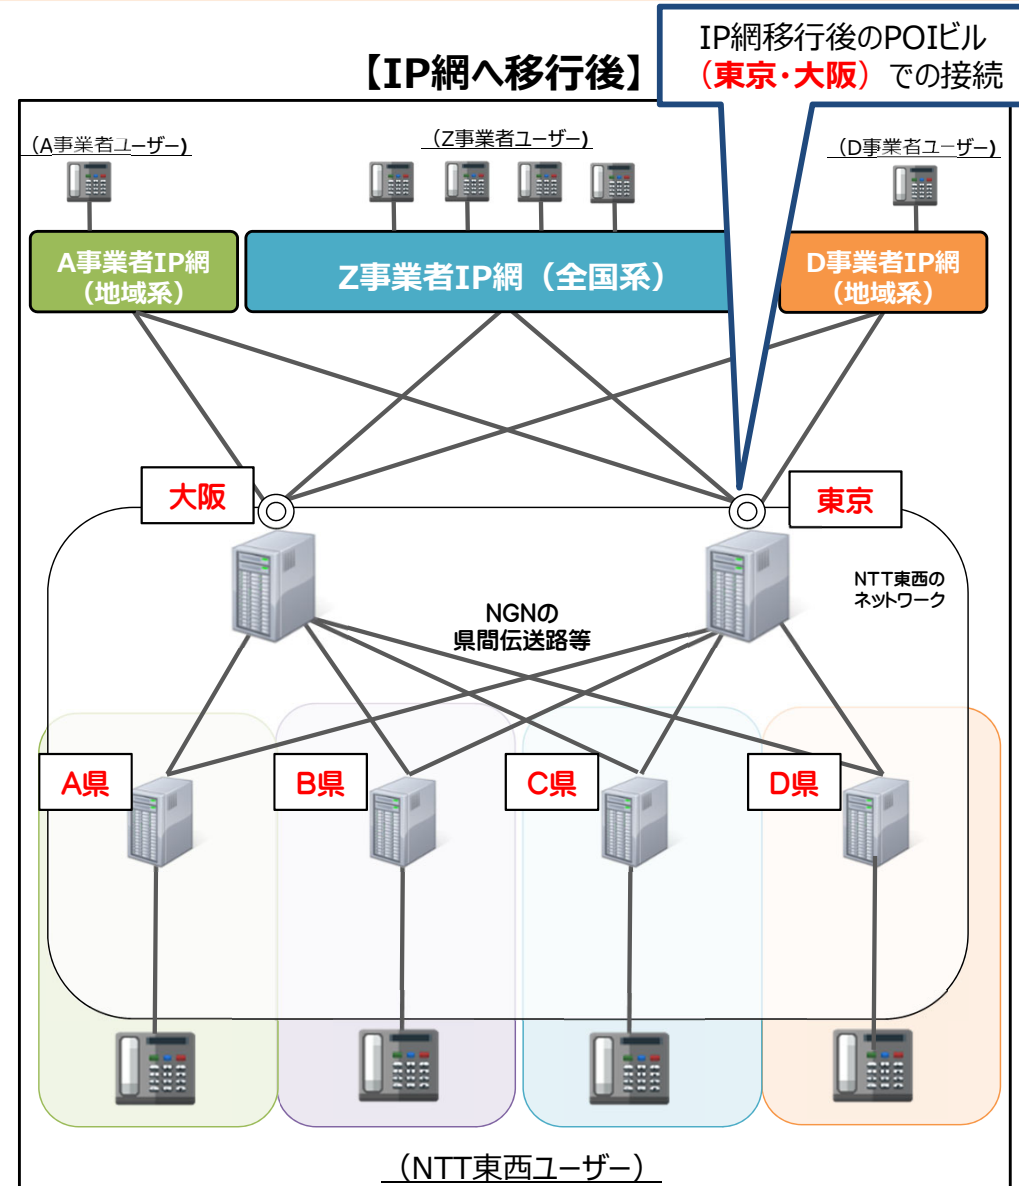 IP網移行後のPOIビル
（東京・大阪）での接続
【IP網へ移行後】
（A事業者ユーザー)
（Z事業者ユーザー)
（D事業者ユーザー)
A事業者IP網
（地域系）
Z事業者IP網（全国系）
D事業者IP網
（地域系）
大阪
東京
NTT東西の
ネットワーク
NGNの
県間伝送路等
A県
B県
C県
D県
（NTT東西ユーザー）